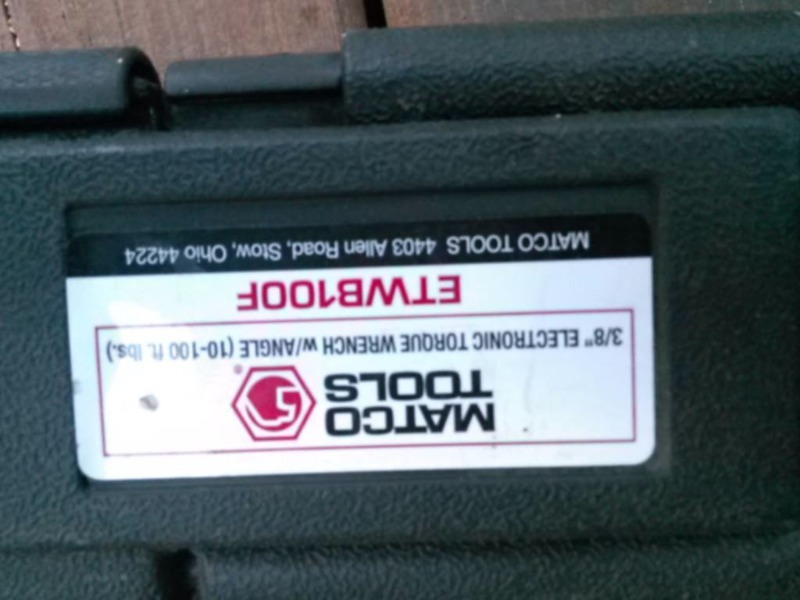 MATCO
TOOLS
®
3/8" ELECTRONIC TORQUE WRENCH w/ANGLE (10-100 ft. lbs.)
ETWB100F
MATCO TOOLS 4403 Allen Road, Stow, Ohio 44224